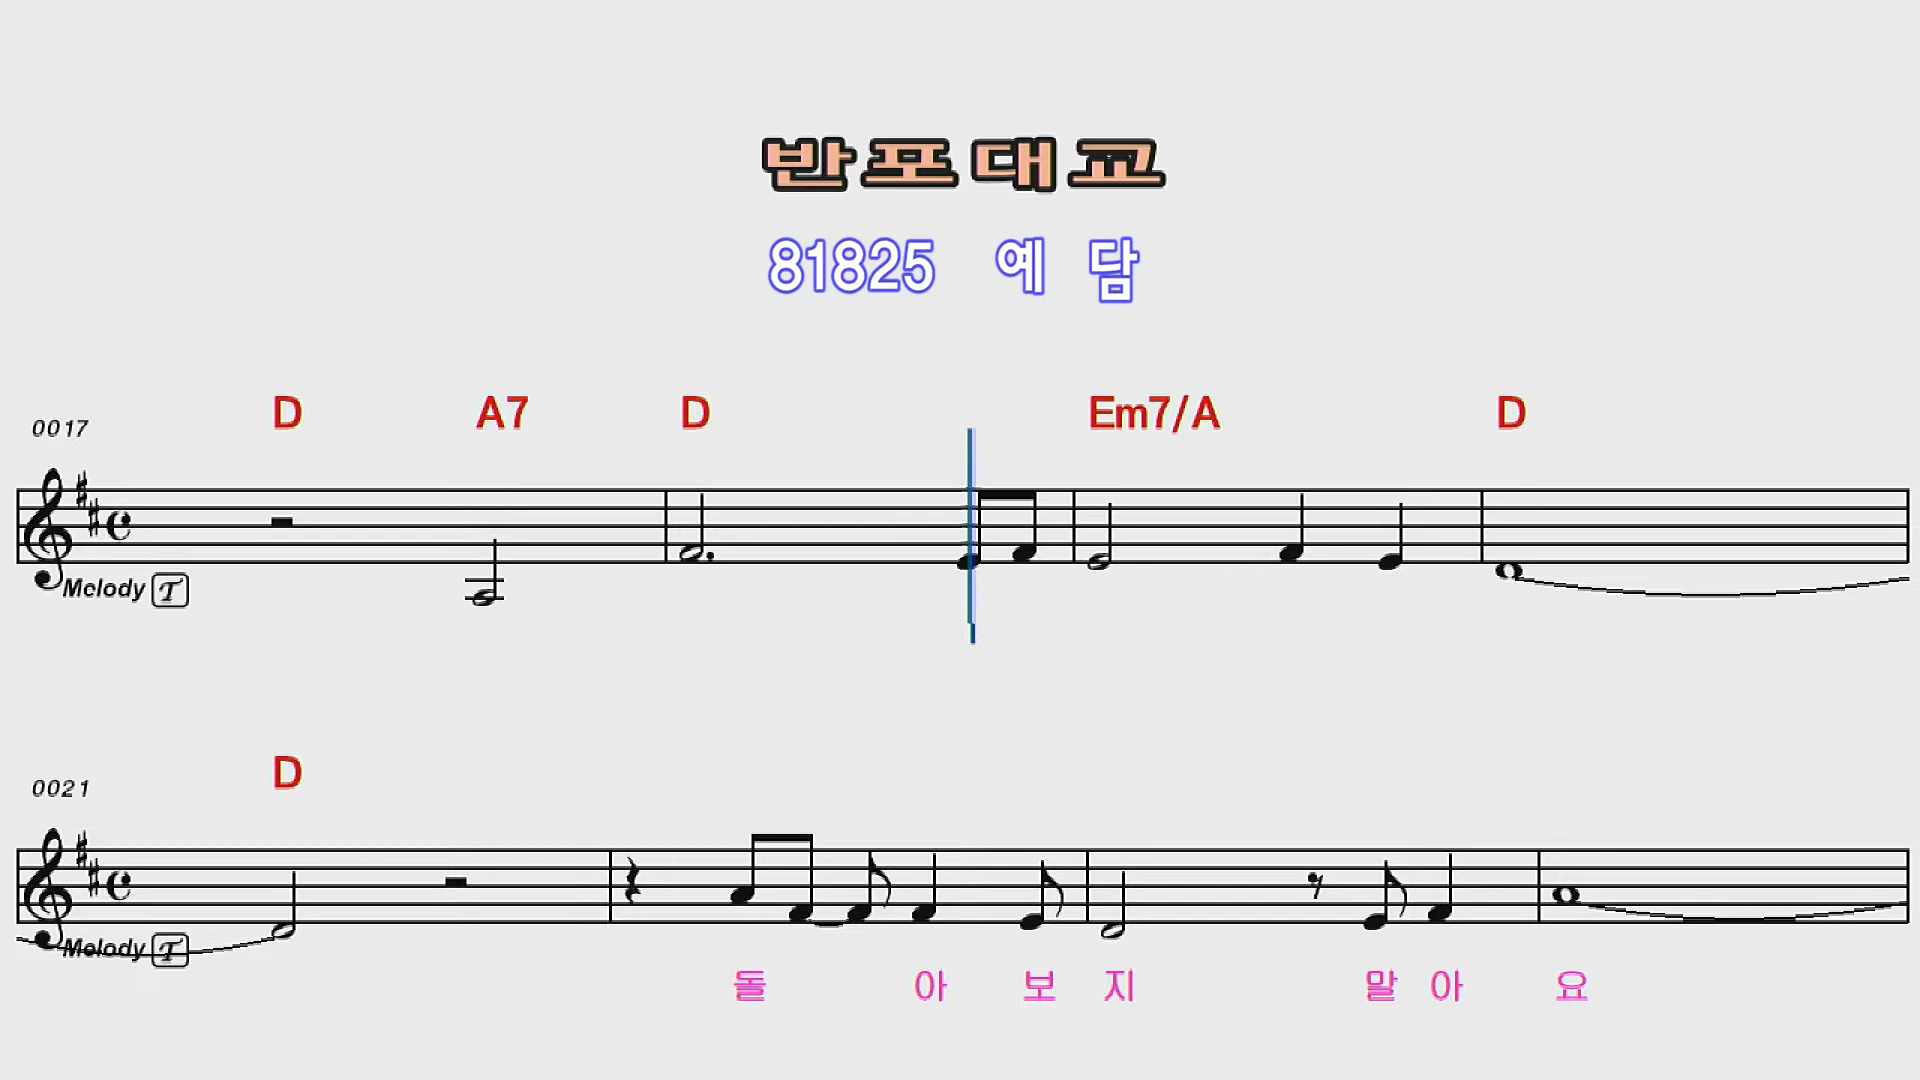 반포대교
81825 예 담
0017 D A7 D Em7/A D
Melody T
0021 D
Melody T
돌 아 보 지 말 아 요